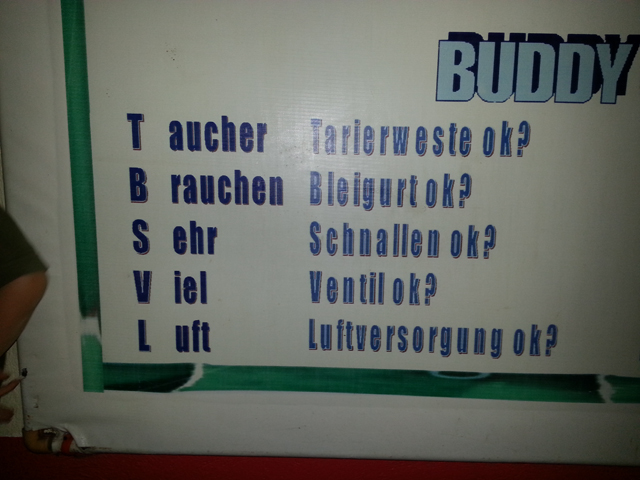 BUDDY
T aucher Tarierweste ok?
B rauchen Bleigurt ok?
S ehr Schnallen ok?
V iel Ventil ok?
L uft Luftversorgung ok?